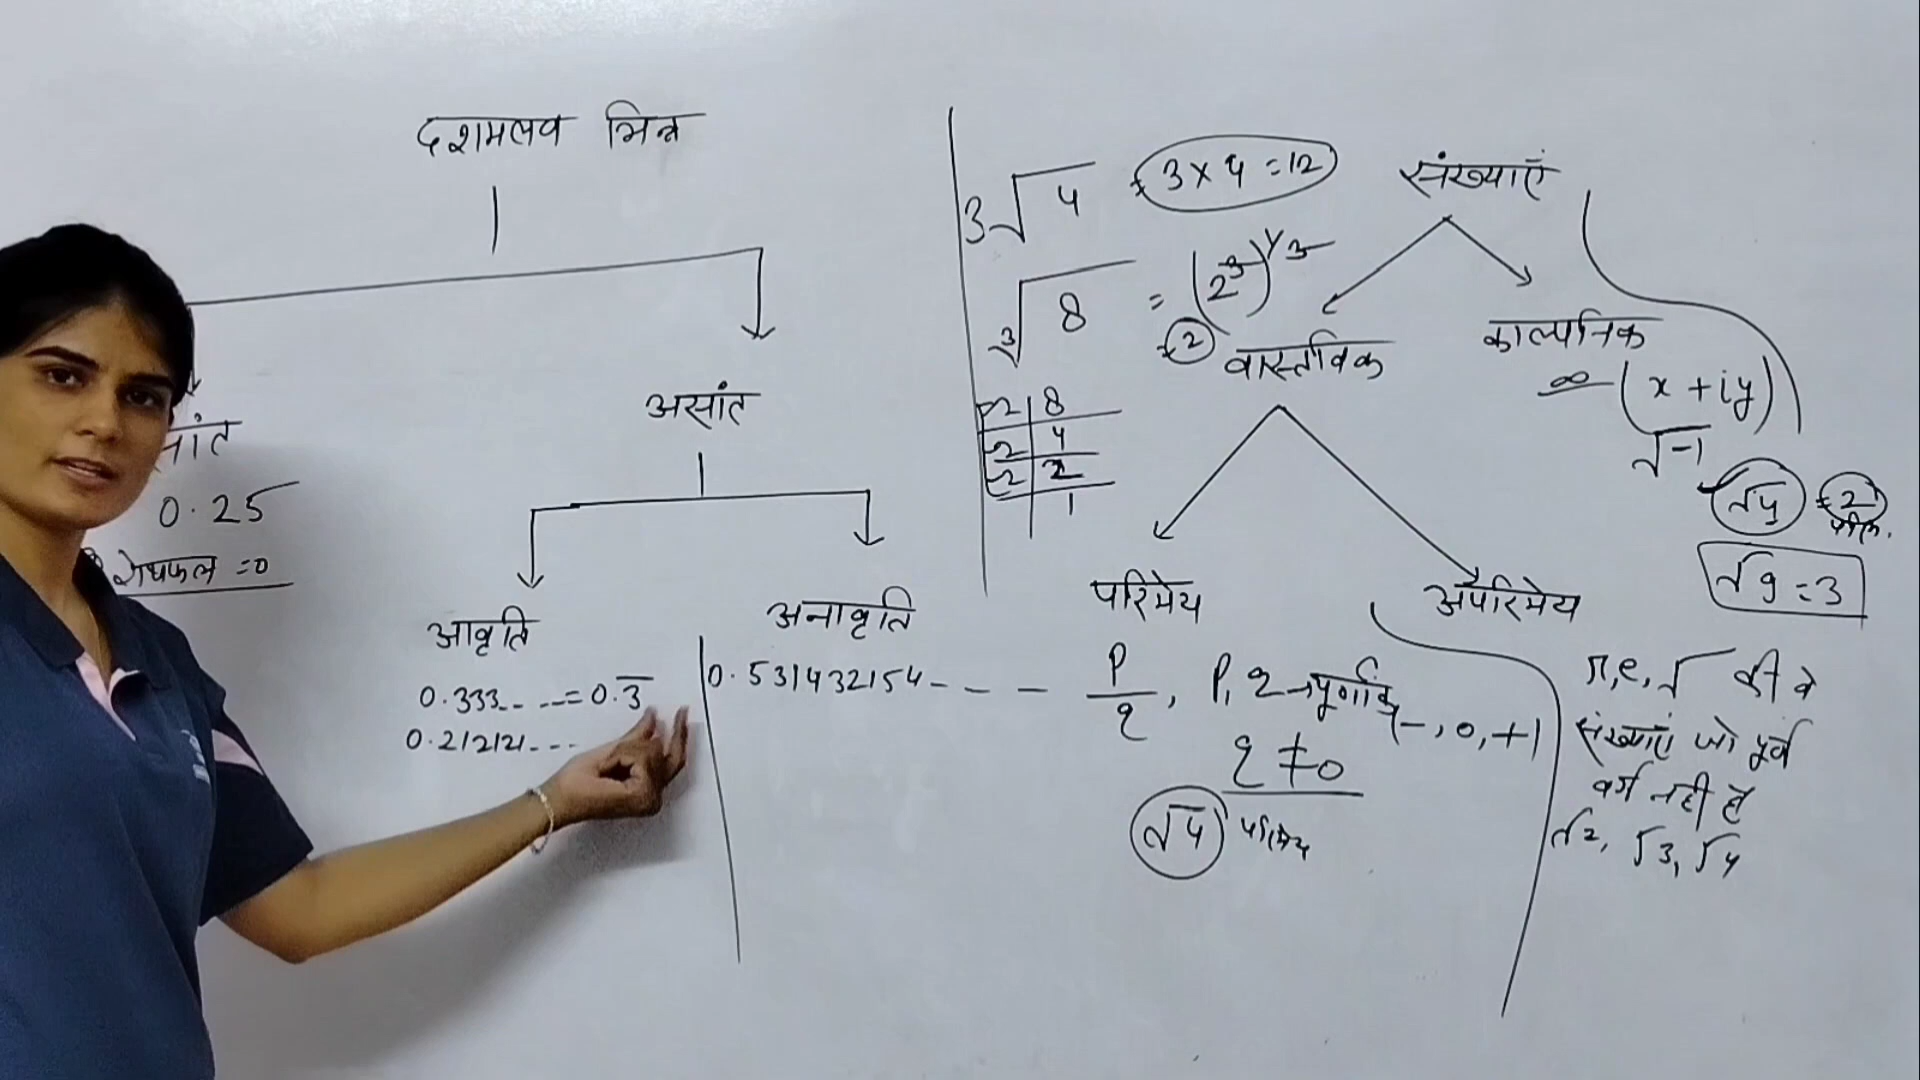 दशमलव भिन्न
असांत
0.25
शेषफल =0
आवृति
अनावृति
0.333.. ...=0.3̅
0.21212...
0.531432154- - - -
3√4 3×4=12
∛8 = (2³)^1/3
=2
2 8
2 4
2 2
1
संख्याएं
वास्तविक
काल्पनिक
∞ (x+iy)
√-1
√4 =2
√9=3
परिमेय
अपरिमेय
P/q, P,q→पूर्णांक
-,0,+1
q≠0
√4 परिमेय
π,e,√ की वे
संख्याएं जो पूर्ण
वर्ग नही हो
√2, √3, √4